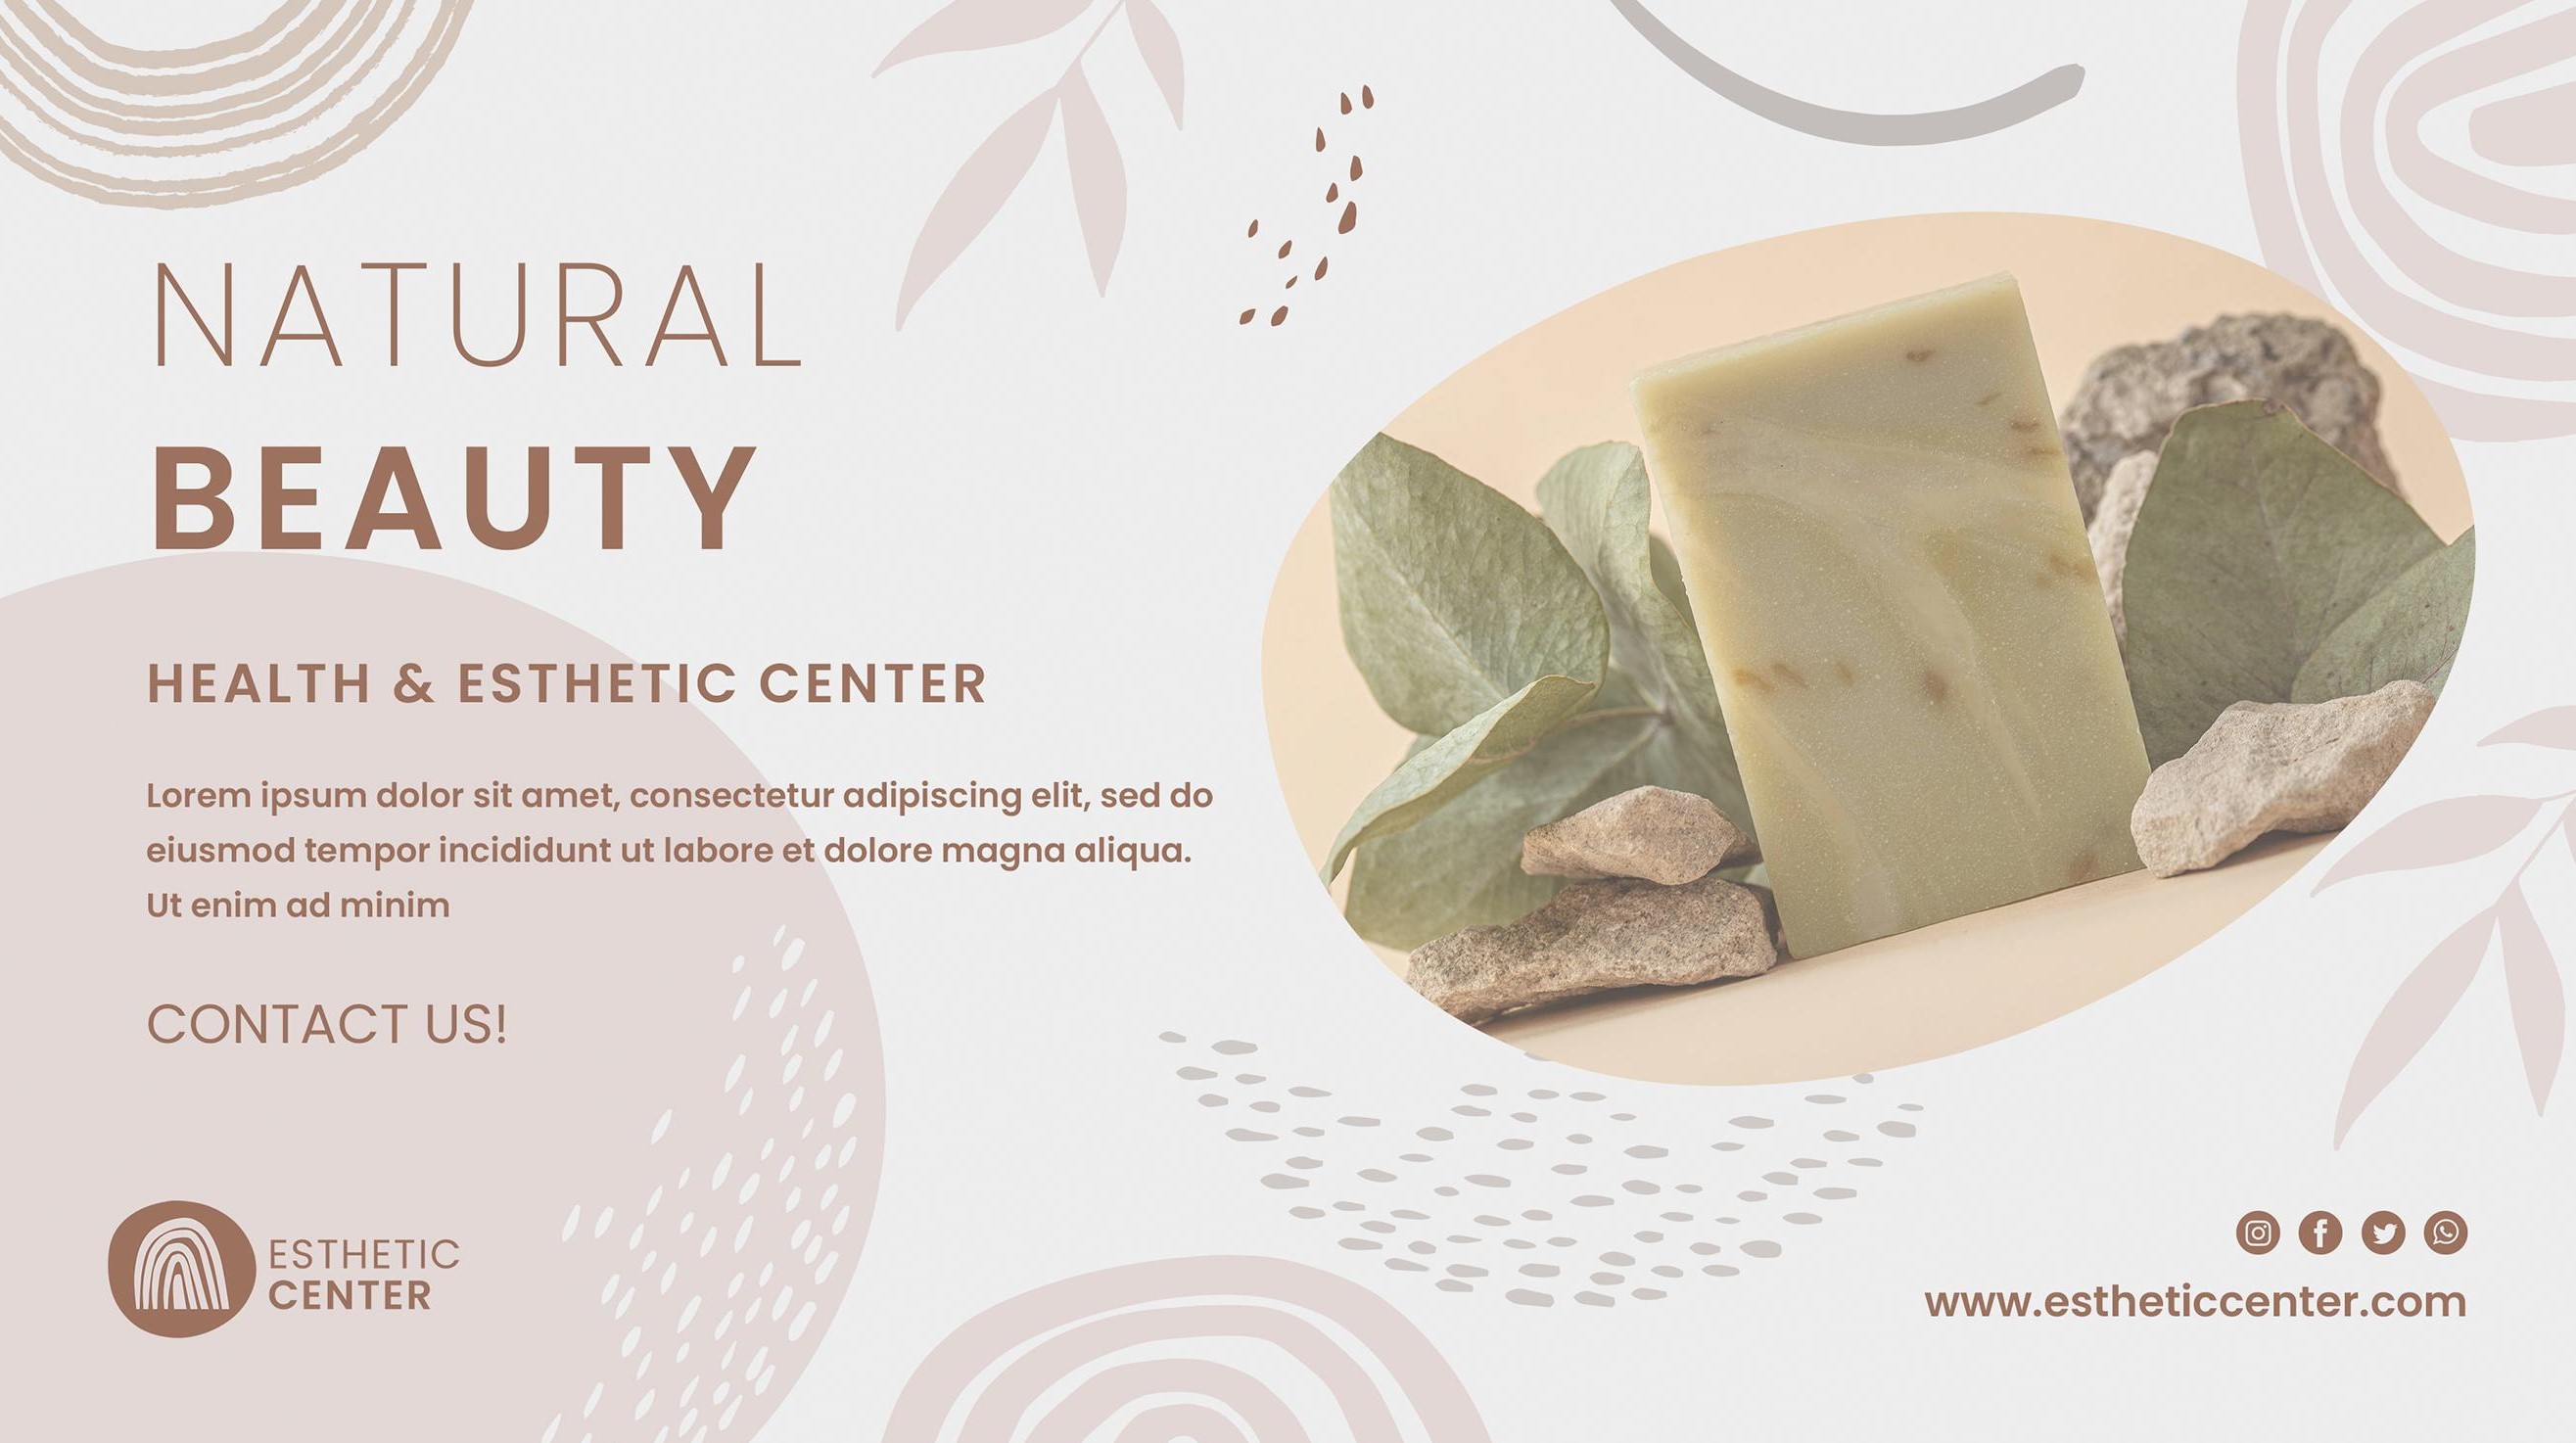 NATURAL
BEAUTY
HEALTH & ESTHETIC CENTER
Lorem ipsum dolor sit amet, consectetur adipiscing elit, sed do
eiusmod tempor incididunt ut labore et dolore magna aliqua.
Ut enim ad minim
CONTACT US!
ESTHETIC
CENTER
www.estheticcenter.com